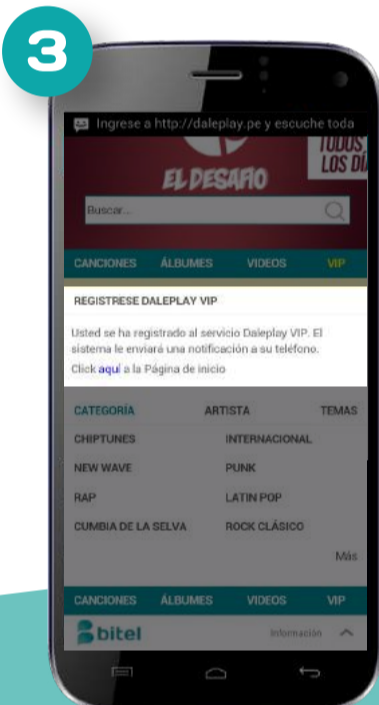 3
Ingrese a http://daleplay.pe y escuche toda
TODOS
LOS DÍ
EL DESAFIO
Buscar...
CANCIONES ÁLBUMES VIDEOS VIP
REGISTRESE DALEPLAY VIP
Usted se ha registrado al servicio Daleplay VIP. El
sistema le enviará una notificación a su teléfono.
Click aquí a la Página de inicio
CATEGORÍA ARTISTA TEMAS
CHIPTUNES INTERNACIONAL
NEW WAVE PUNK
RAP LATIN POP
CUMBIA DE LA SELVA ROCK CLÁSICO
Más
CANCIONES ÁLBUMES VIDEOS VIP
bitel Información